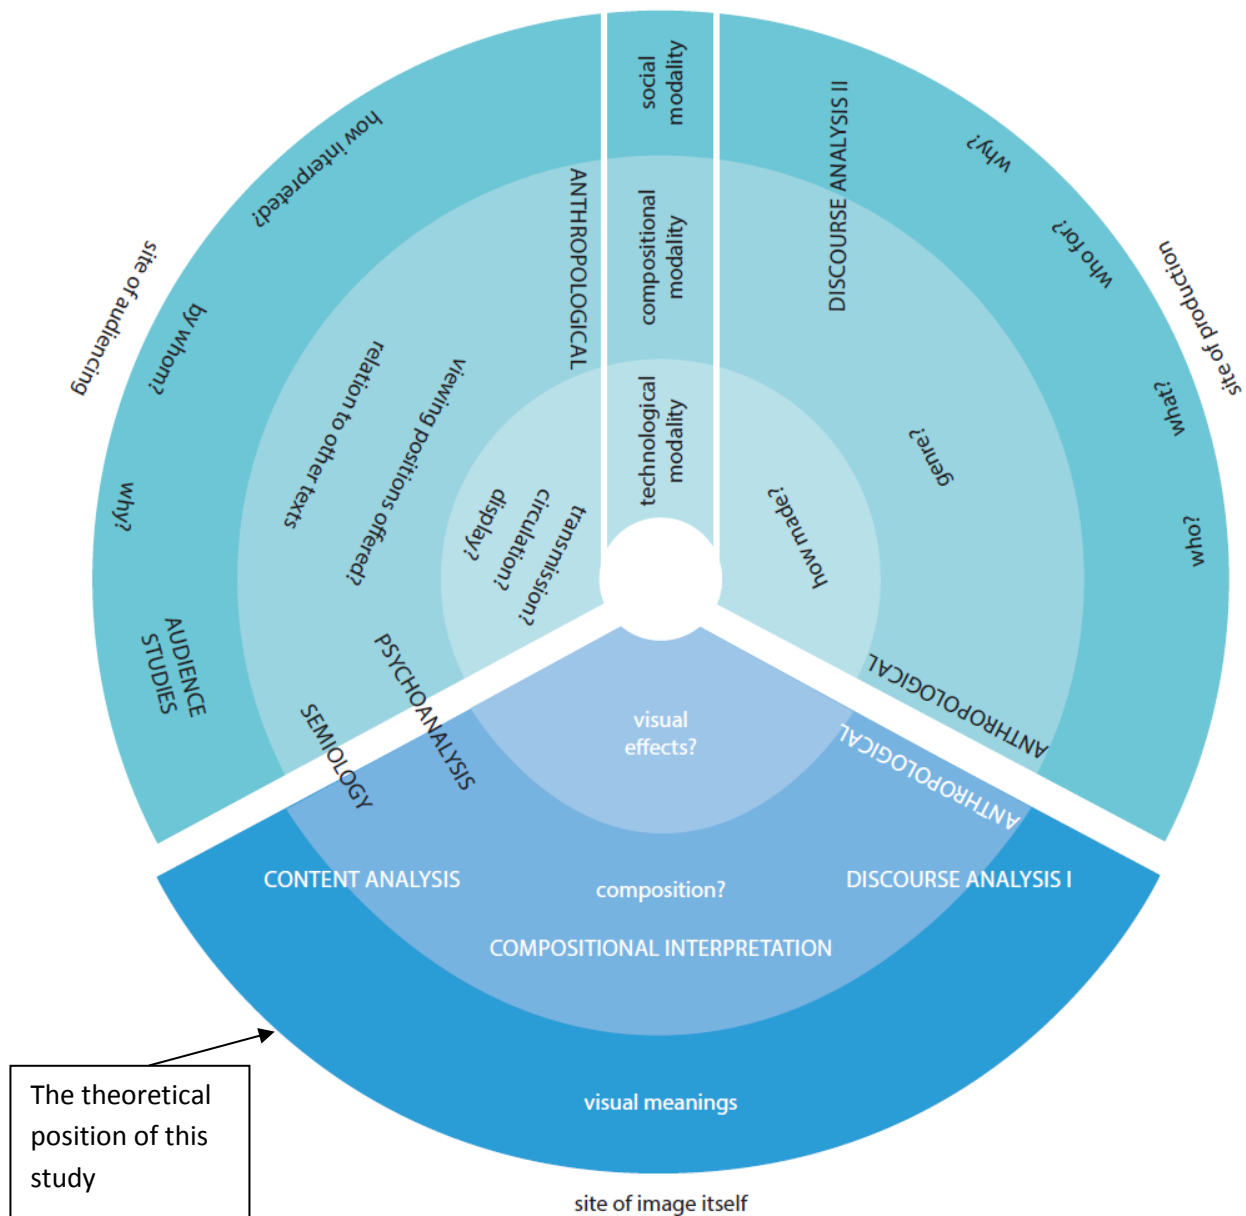 social
modality
compositional
modality
technological
modality
site of audiencing
how interpreted?
by whom?
why?
AUDIENCE
STUDIES
ANTHROPOLOGICAL
relation to other texts
viewing positions offered?
transmission?
circulation?
display?
PSYCHOANALYSIS
SEMIOLOGY
site of production
DISCOURSE ANALYSIS II
why?
who for?
what?
who?
genre?
how made?
ANTHROPOLOGICAL
visual
effects?
ANTHROPOLOGICAL
CONTENT ANALYSIS
composition?
DISCOURSE ANALYSIS I
COMPOSITIONAL INTERPRETATION
visual meanings
site of image itself
The theoretical
position of this
study